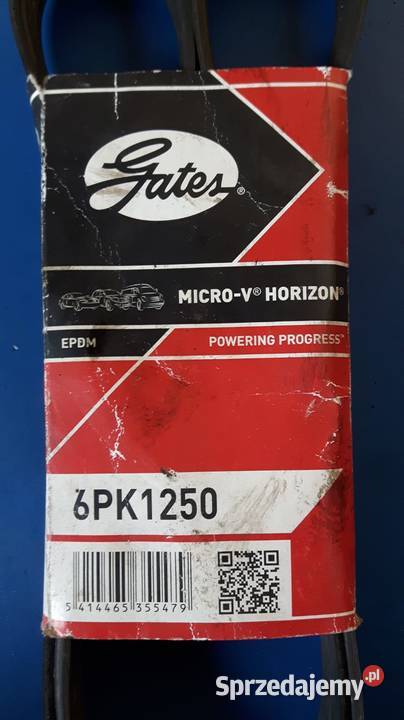 Gates®
MICRO-V® HORIZON®
EPDM
POWERING PROGRESS™
6PK1250
5 414465 355479
Sprzedajemy.pl